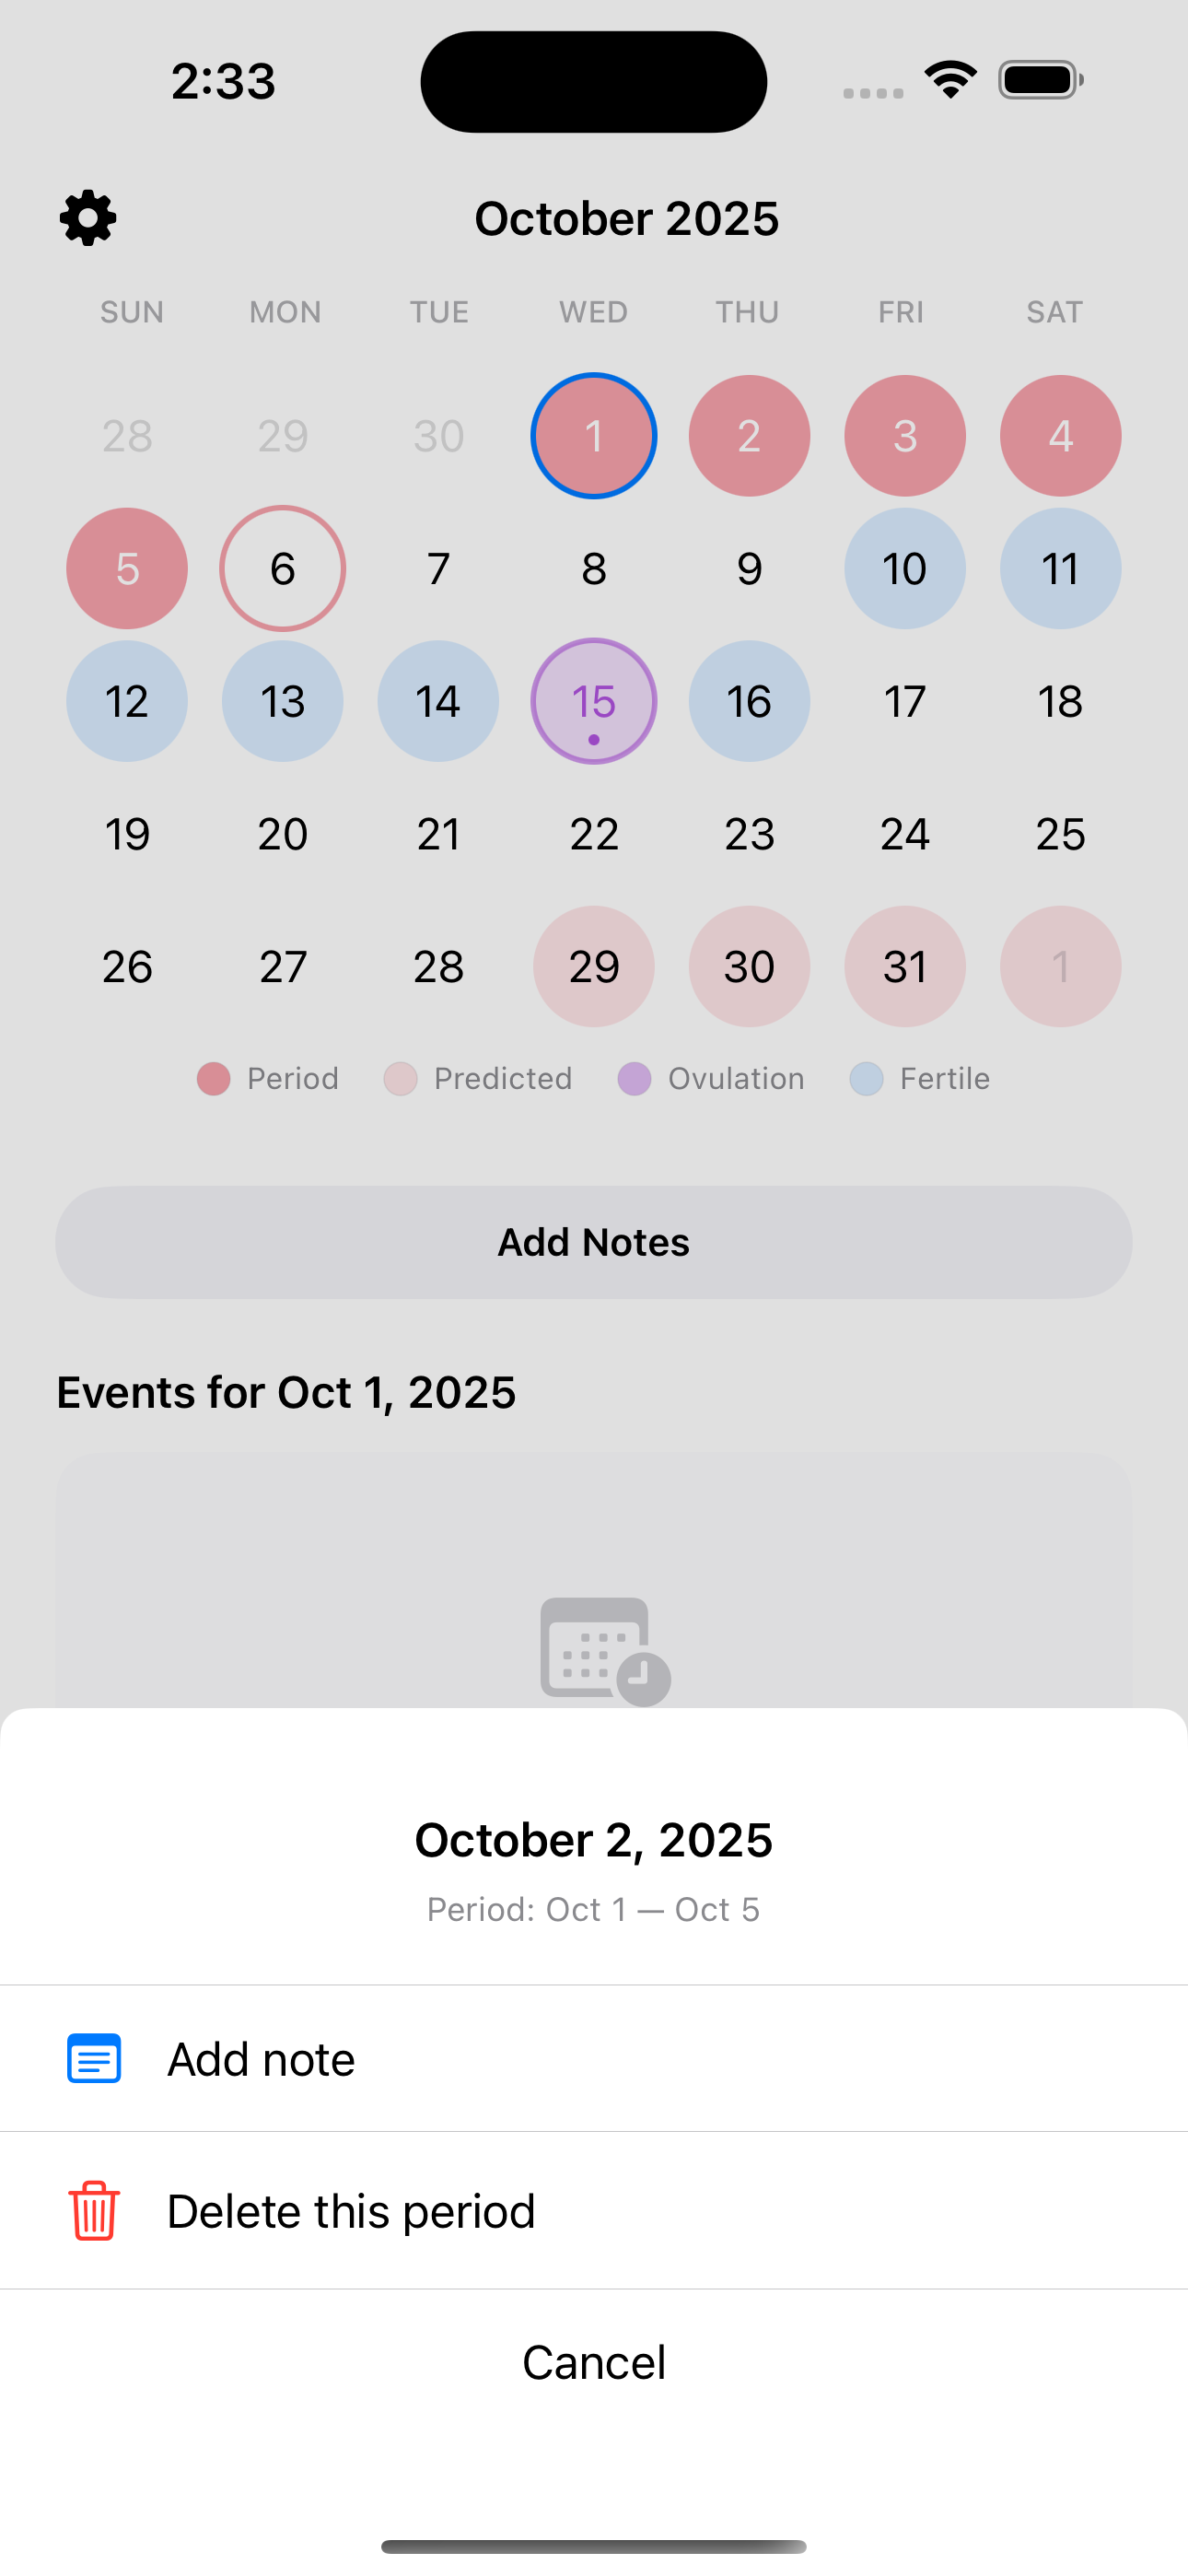 2:33
October 2025
SUN MON TUE WED THU FRI SAT
28 29 30 1 2 3 4
5 6 7 8 9 10 11
12 13 14 15 16 17 18
19 20 21 22 23 24 25
26 27 28 29 30 31 1
Period Predicted Ovulation Fertile
Add Notes
Events for Oct 1, 2025
October 2, 2025
Period: Oct 1 — Oct 5
Add note
Delete this period
Cancel